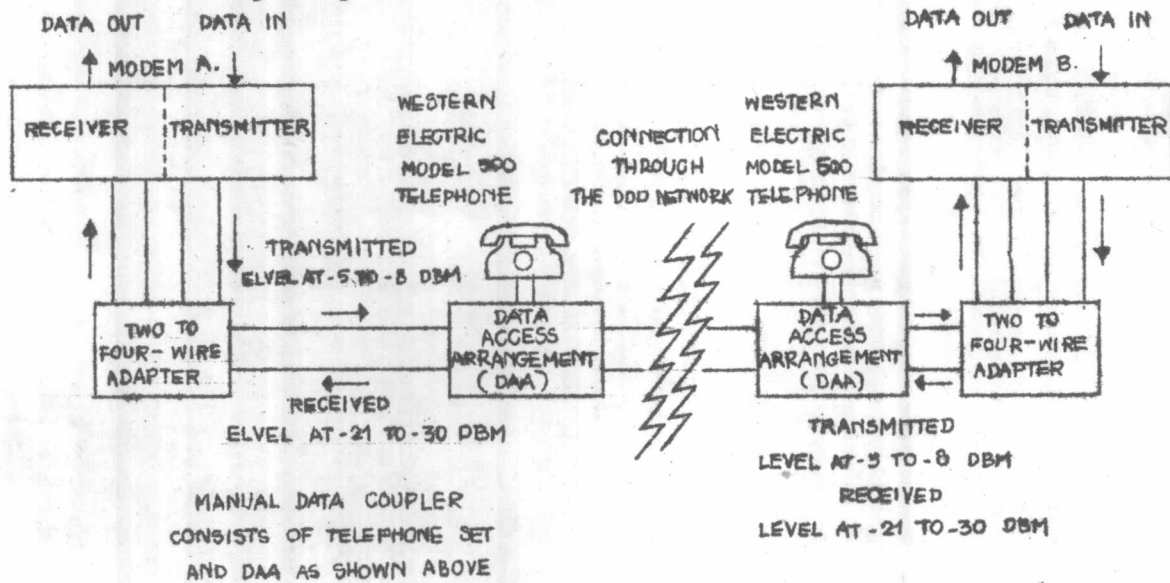 DATA OUT DATA IN
MODEM A.
RECEIVER TRANSMITTER
WESTERN
ELECTRIC
MODEL 500
TELEPHONE
CONNECTION
THROUGH
THE DDD NETWORK
WESTERN
ELECTRIC
MODEL 500
TELEPHONE
DATA OUT DATA IN
MODEM B.
RECEIVER TRANSMITTER
TRANSMITTED
ELVEL AT -5 TO -8 DBM
TWO TO
FOUR-WIRE
ADAPTER
DATA
ACCESS
ARRANGEMENT
(DAA)
DATA
ACCESS
ARRANGEMENT
(DAA)
TWO TO
FOUR-WIRE
ADAPTER
RECEIVED
ELVEL AT -21 TO -30 DBM
TRANSMITTED
LEVEL AT -5 TO -8 DBM
RECEIVED
LEVEL AT -21 TO -30 DBM
MANUAL DATA COUPLER
CONSISTS OF TELEPHONE SET
AND DAA AS SHOWN ABOVE